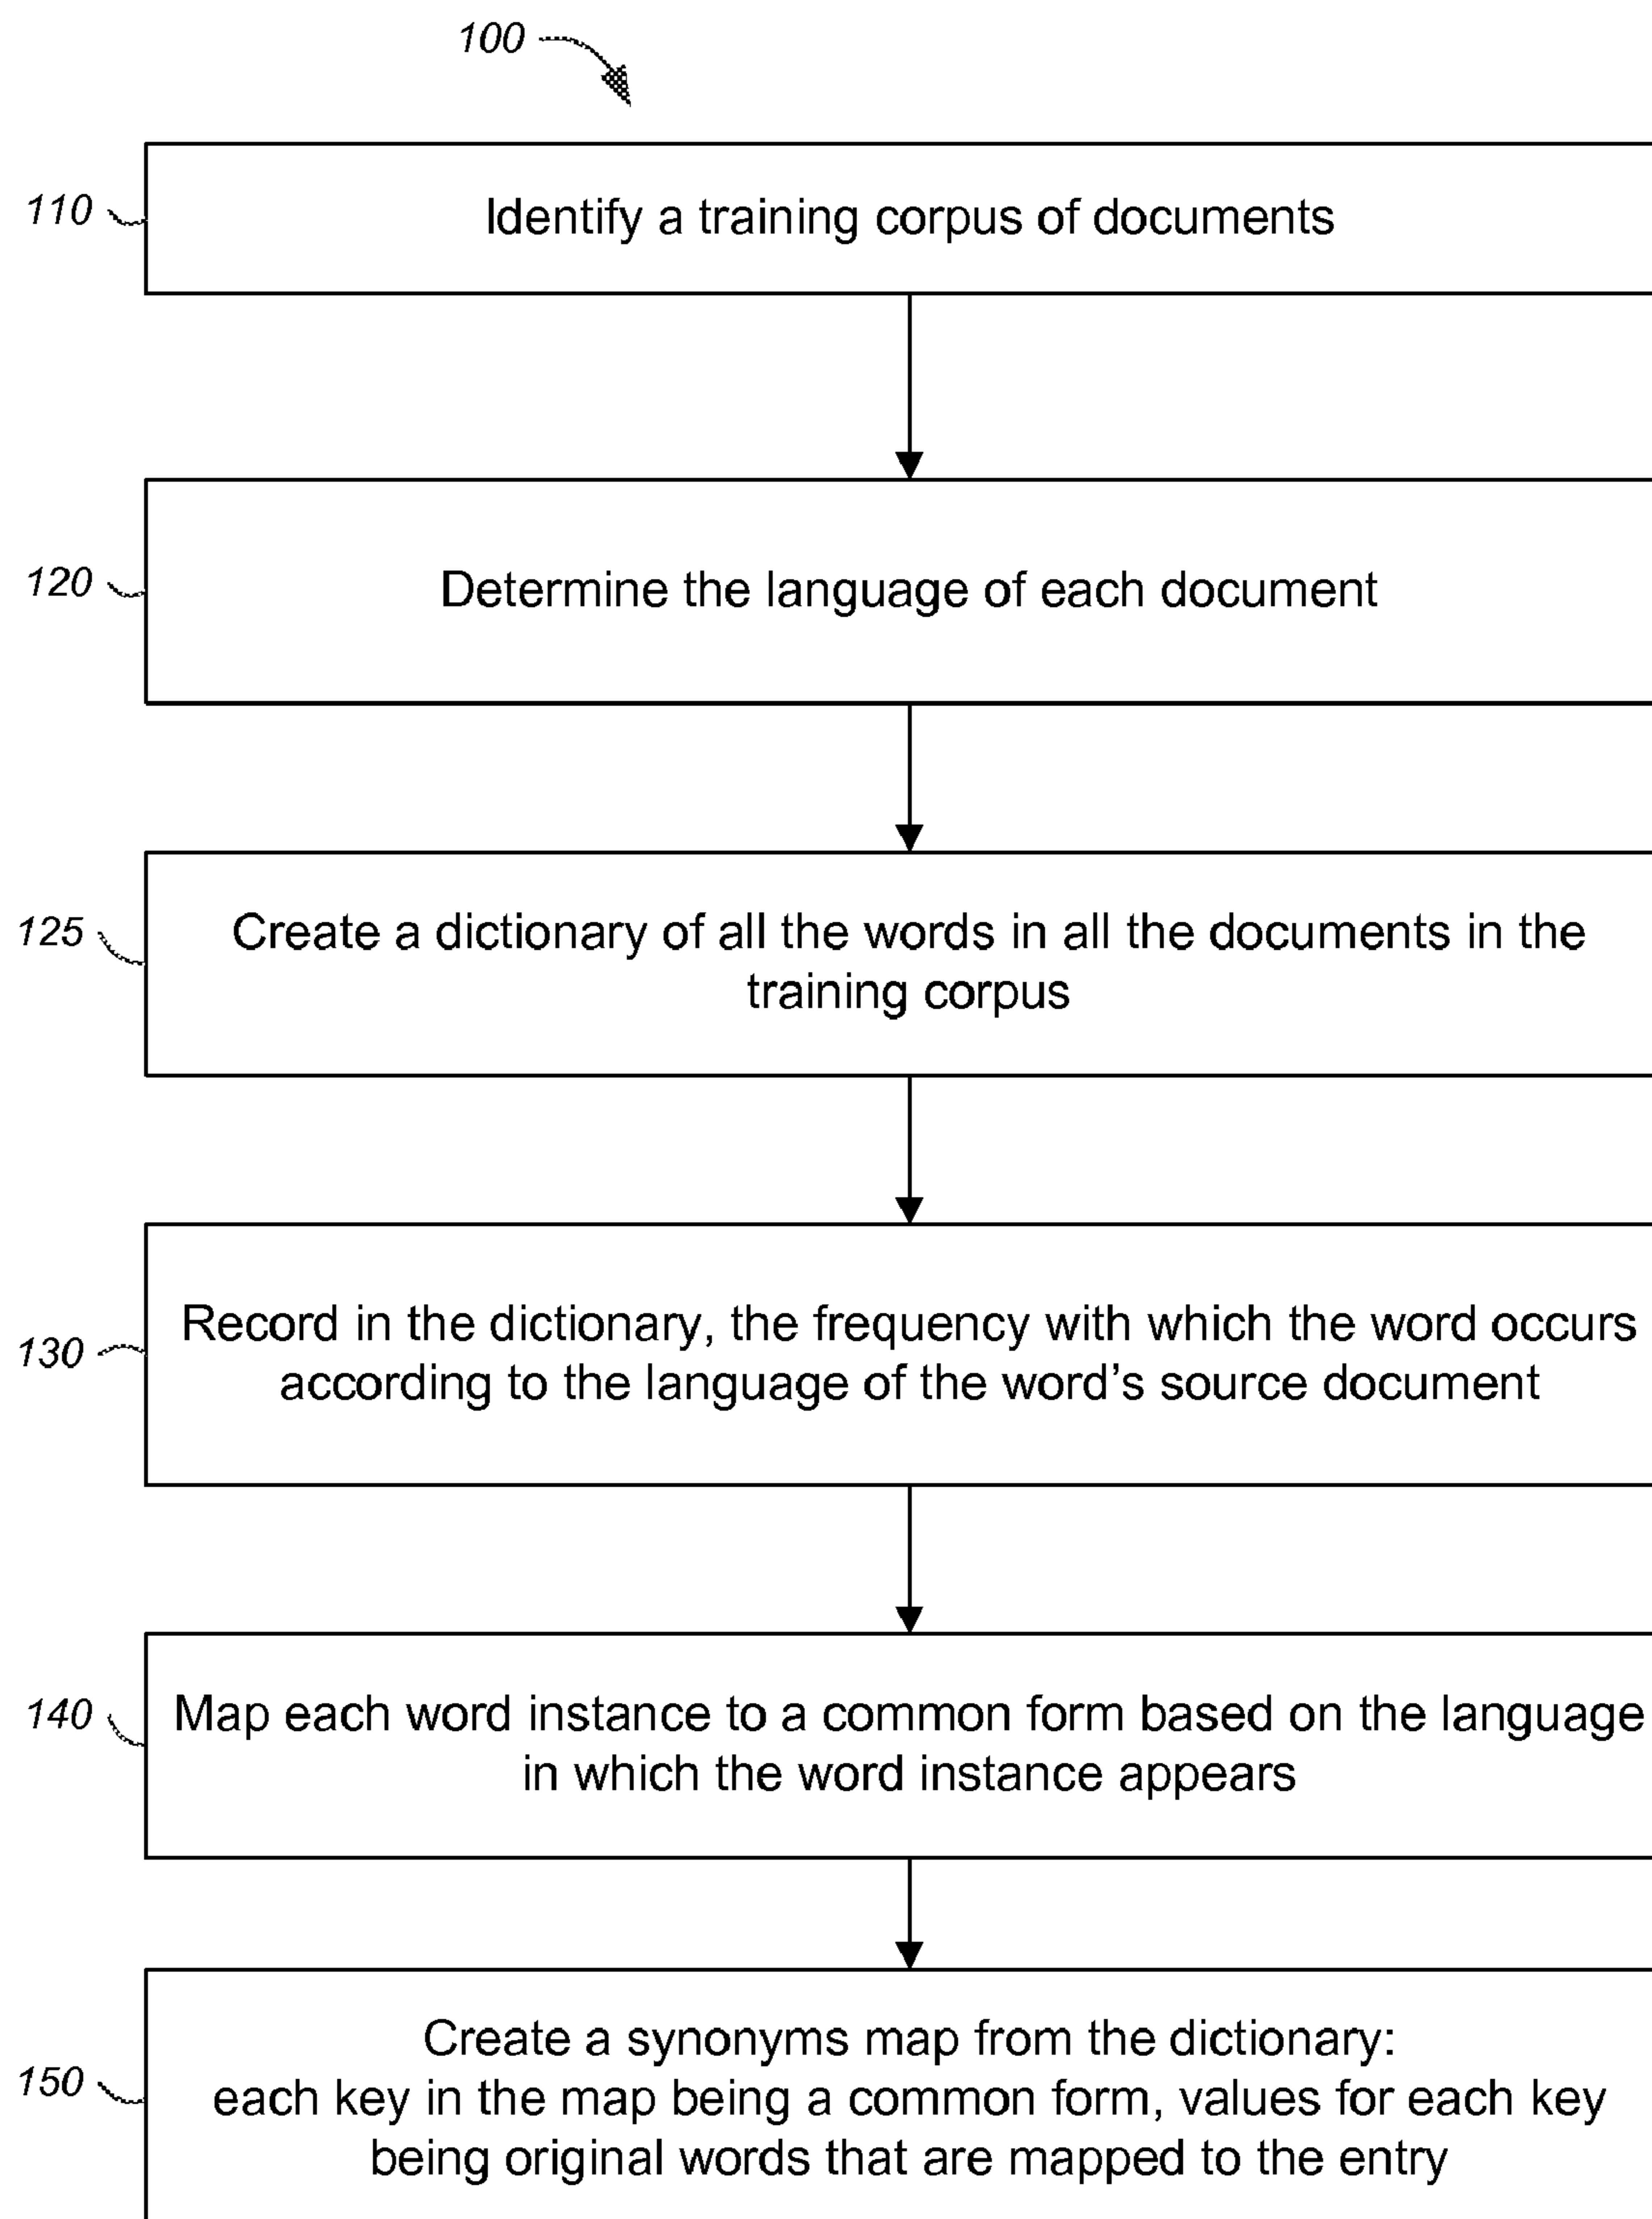 100
110
Identify a training corpus of documents
120
Determine the language of each document
125
Create a dictionary of all the words in all the documents in the
training corpus
130
Record in the dictionary, the frequency with which the word occurs
according to the language of the word's source document
140
Map each word instance to a common form based on the language
in which the word instance appears
150
Create a synonyms map from the dictionary:
each key in the map being a common form, values for each key
being original words that are mapped to the entry